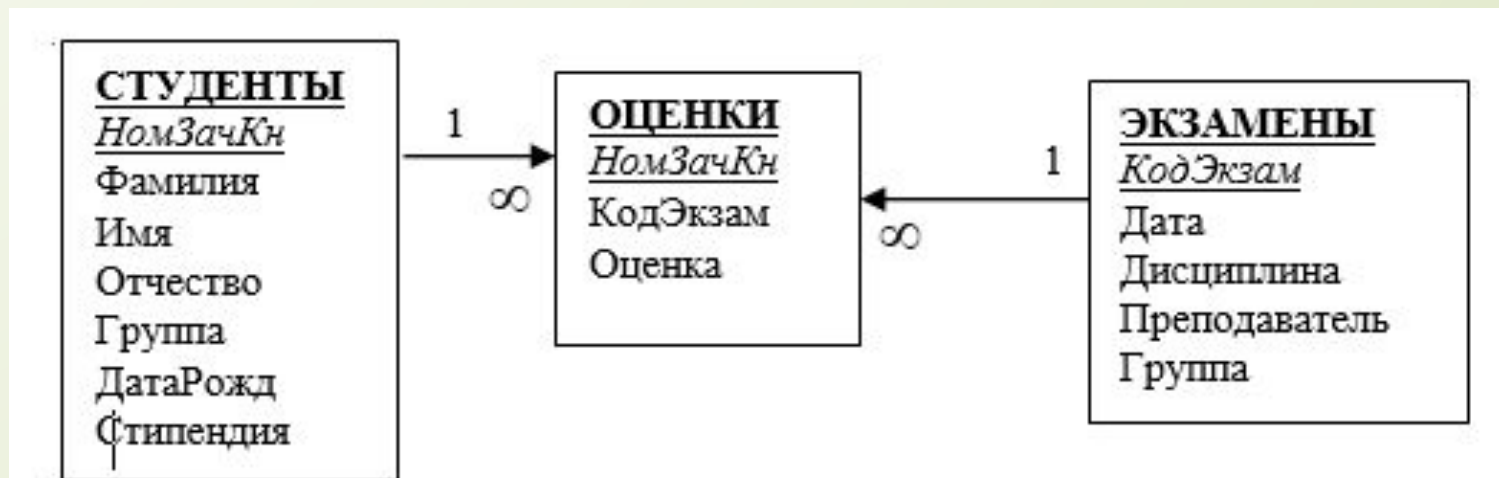 СТУДЕНТЫ
НомЗачКн
Фамилия
Имя
Отчество
Группа
ДатаРожд
Стипендия
1
∞
ОЦЕНКИ
НомЗачКн
КодЭкзам
Оценка
1
∞
ЭКЗАМЕНЫ
КодЭкзам
Дата
Дисциплина
Преподаватель
Группа